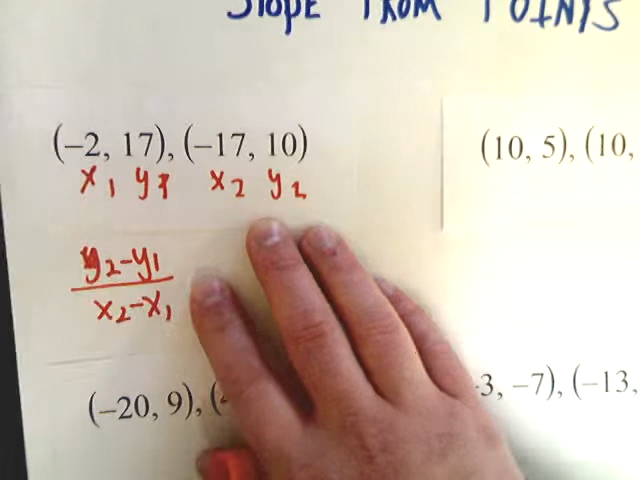 SLOPE FROM POINTS
(−2, 17), (−17, 10)
x1 y1 x2 y2
y2−y1
x2−x1
(10, 5), (10,
(−20, 9), (
3, −7), (−13,